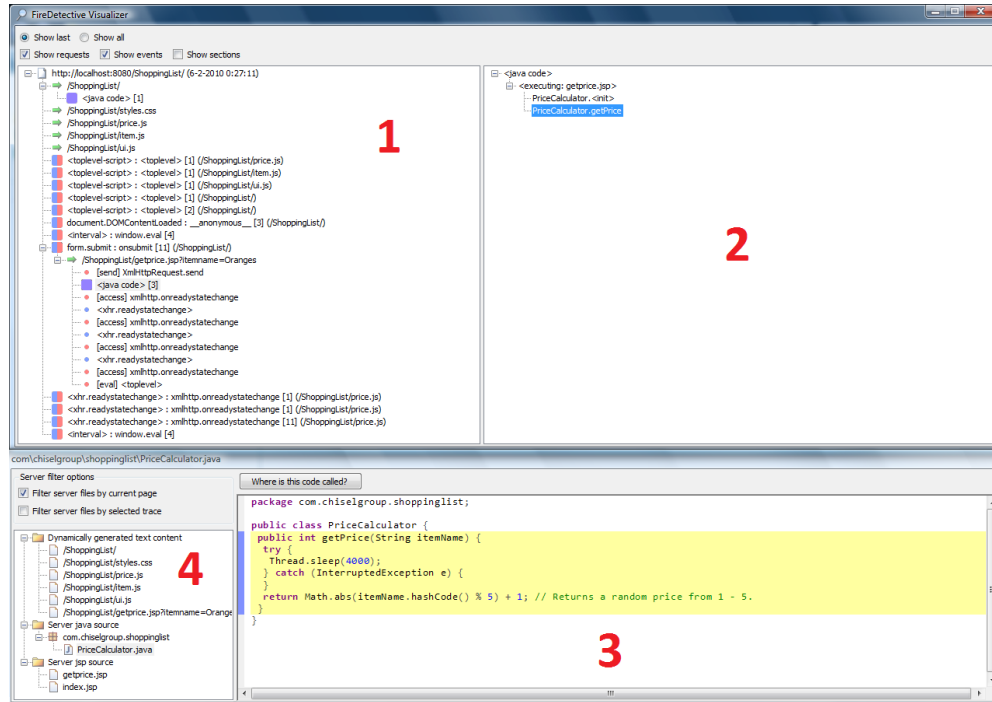 FireDetective Visualizer
Show last Show all
Show requests Show events Show sections
http://localhost:8080/ShoppingList/ (6-2-2010 0:27:11)
/ShoppingList/
<java code> [1]
/ShoppingList/styles.css
/ShoppingList/price.js
/ShoppingList/item.js
/ShoppingList/ui.js
<toplevel-script> : <toplevel> [1] (/ShoppingList/price.js)
<toplevel-script> : <toplevel> [1] (/ShoppingList/item.js)
<toplevel-script> : <toplevel> [1] (/ShoppingList/ui.js)
<toplevel-script> : <toplevel> [1] (/ShoppingList/)
<toplevel-script> : <toplevel> [2] (/ShoppingList/)
document.DOMContentLoaded : __anonymous__ [3] (/ShoppingList/)
<interval> : window.eval [4]
form.submit : onsubmit [11] (/ShoppingList/)
/ShoppingList/getprice.jsp?itemname=Oranges
[send] XmlHttpRequest.send
<java code> [3]
[access] xmlhttp.onreadystatechange
<xhr.readystatechange>
[access] xmlhttp.onreadystatechange
<xhr.readystatechange>
[access] xmlhttp.onreadystatechange
<xhr.readystatechange>
[access] xmlhttp.onreadystatechange
[eval] <toplevel>
<xhr.readystatechange> : xmlhttp.onreadystatechange [1] (/ShoppingList/price.js)
<xhr.readystatechange> : xmlhttp.onreadystatechange [1] (/ShoppingList/price.js)
<xhr.readystatechange> : xmlhttp.onreadystatechange [11] (/ShoppingList/price.js)
<interval> : window.eval [4]
1
<java code>
<executing: getprice.jsp>
PriceCalculator.<init>
PriceCalculator.getPrice
2
com\chiselgroup\shoppinglist\PriceCalculator.java
Server filter options
Filter server files by current page
Filter server files by selected trace
Dynamically generated text content
/ShoppingList/
/ShoppingList/styles.css
/ShoppingList/price.js
/ShoppingList/item.js
/ShoppingList/ui.js
/ShoppingList/getprice.jsp?itemname=Orange
Server java source
com.chiselgroup.shoppinglist
PriceCalculator.java
Server jsp source
getprice.jsp
index.jsp
4
Where is this code called?
package com.chiselgroup.shoppinglist;
public class PriceCalculator {
public int getPrice(String itemName) {
try {
Thread.sleep(4000);
} catch (InterruptedException e) {
}
return Math.abs(itemName.hashCode() % 5) + 1; // Returns a random price from 1 - 5.
}
}
3